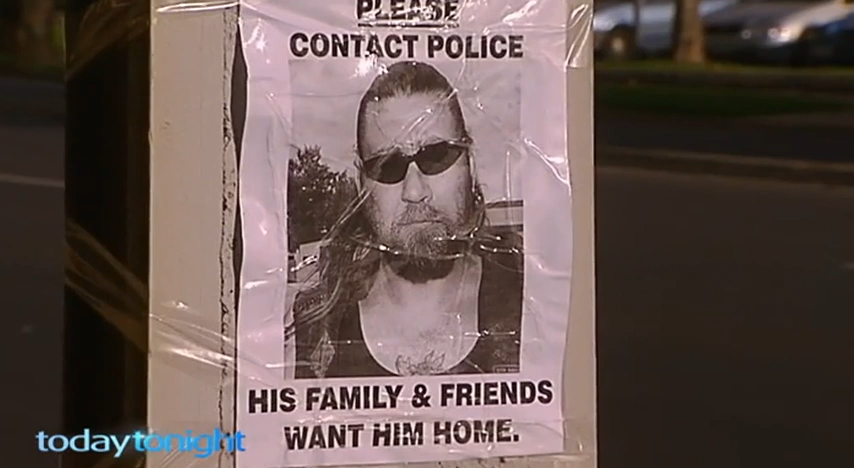 PLEASE
CONTACT POLICE
HIS FAMILY & FRIENDS
WANT HIM HOME.
todaytonight